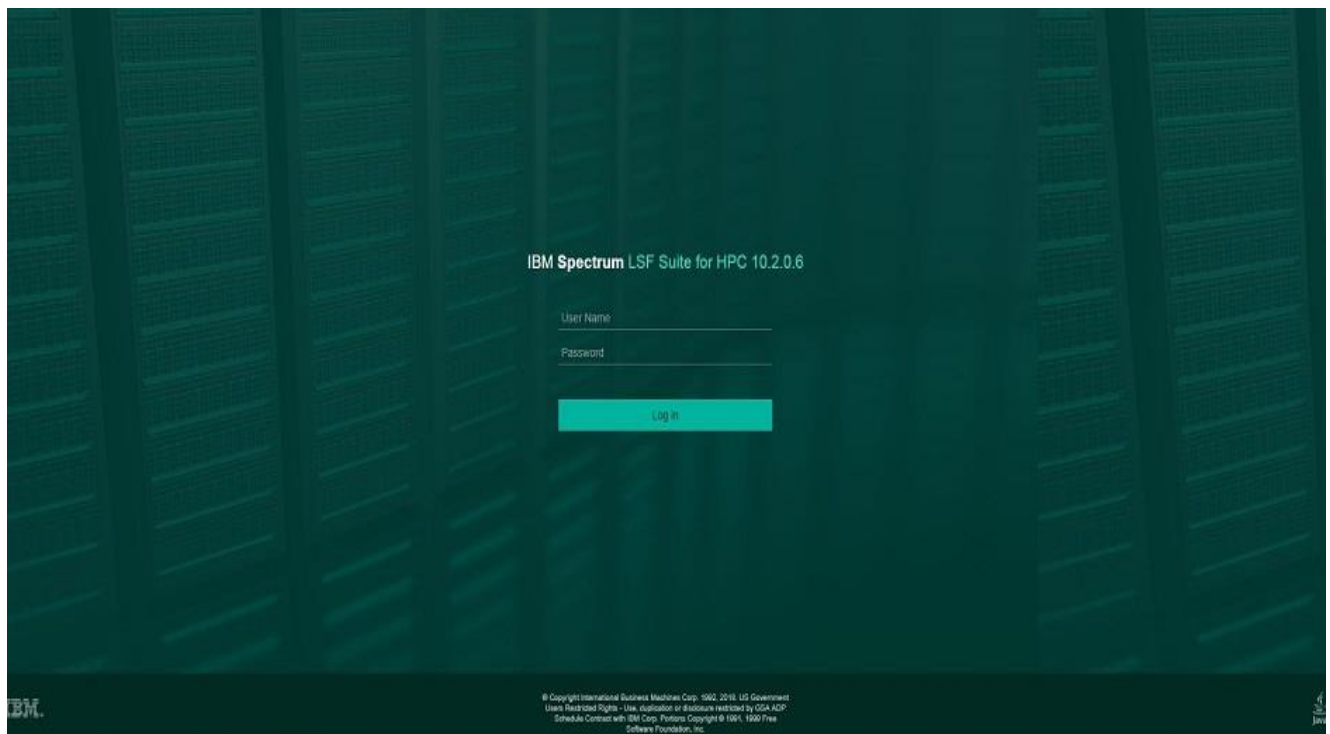 IBM Spectrum LSF Suite for HPC 10.2.0.6
User Name
Password
Log in
IBM.
© Copyright International Business Machines Corp. 1992, 2018. US Government
Users Restricted Rights - Use, duplication or disclosure restricted by GSA ADP
Schedule Contract with IBM Corp. Portions Copyright © 1991, 1999 Free
Software Foundation, Inc.
Java